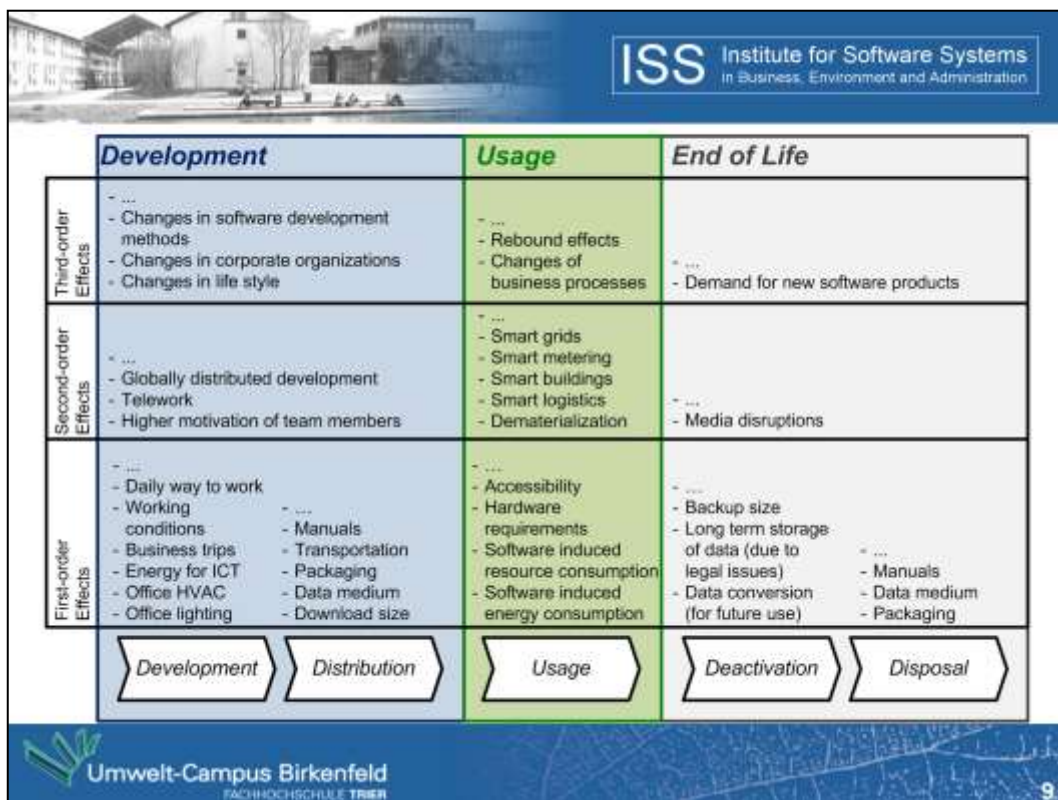 ISS
Institute for Software Systems
in Business, Environment and Administration
Development
Usage
End of Life
Third-order
Effects
- ...
- Changes in software development
methods
- Changes in corporate organizations
- Changes in life style
- ...
- Rebound effects
- Changes of
business processes
- ...
- Demand for new software products
Second-order
Effects
- ...
- Globally distributed development
- Telework
- Higher motivation of team members
- ...
- Smart grids
- Smart metering
- Smart buildings
- Smart logistics
- Dematerialization
- ...
- Media disruptions
First-order
Effects
- ...
- Daily way to work
- Working
conditions
- Business trips
- Energy for ICT
- Office HVAC
- Office lighting
- ...
- Manuals
- Transportation
- Packaging
- Data medium
- Download size
- ...
- Accessibility
- Hardware
requirements
- Software induced
resource consumption
- Software induced
energy consumption
- ...
- Backup size
- Long term storage
of data (due to
legal issues)
- Data conversion
(for future use)
- ...
- Manuals
- Data medium
- Packaging
Development
Distribution
Usage
Deactivation
Disposal
Umwelt-Campus Birkenfeld
FACHHOCHSCHULE TRIER
9